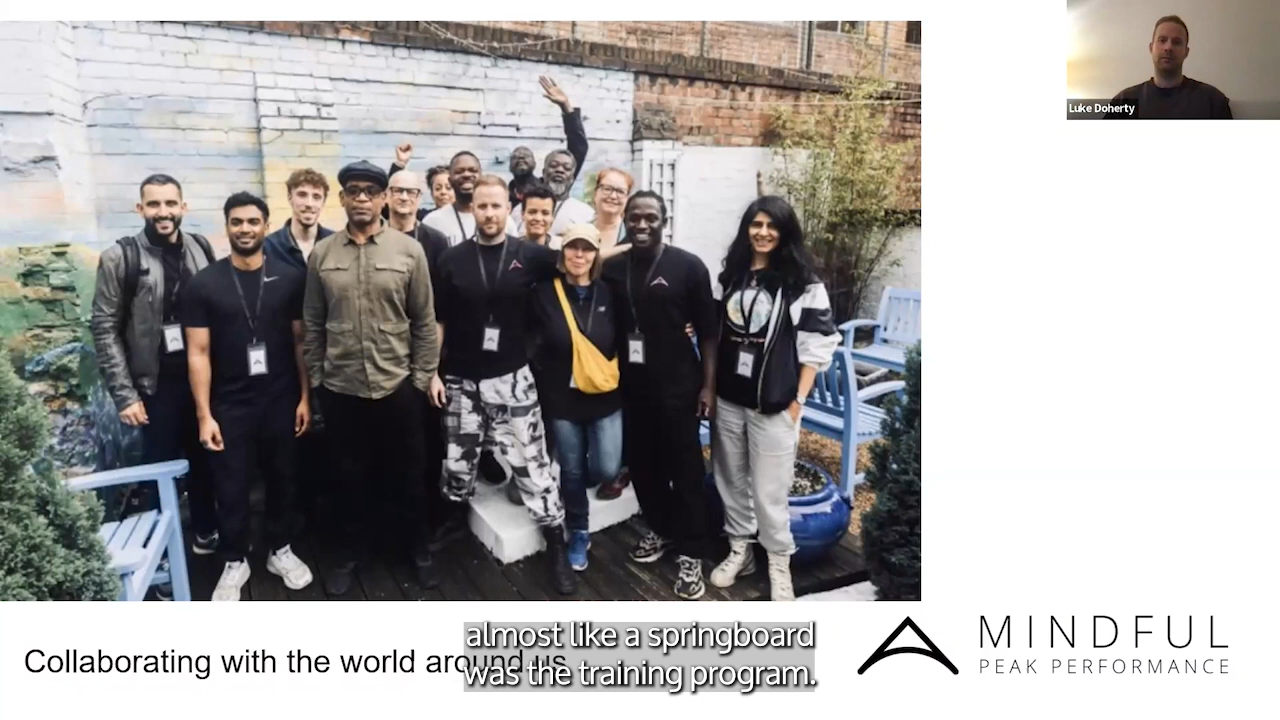 Luke Doherty
Collaborating with the world around us
almost like a springboard
was the training program.
MINDFUL
PEAK PERFORMANCE